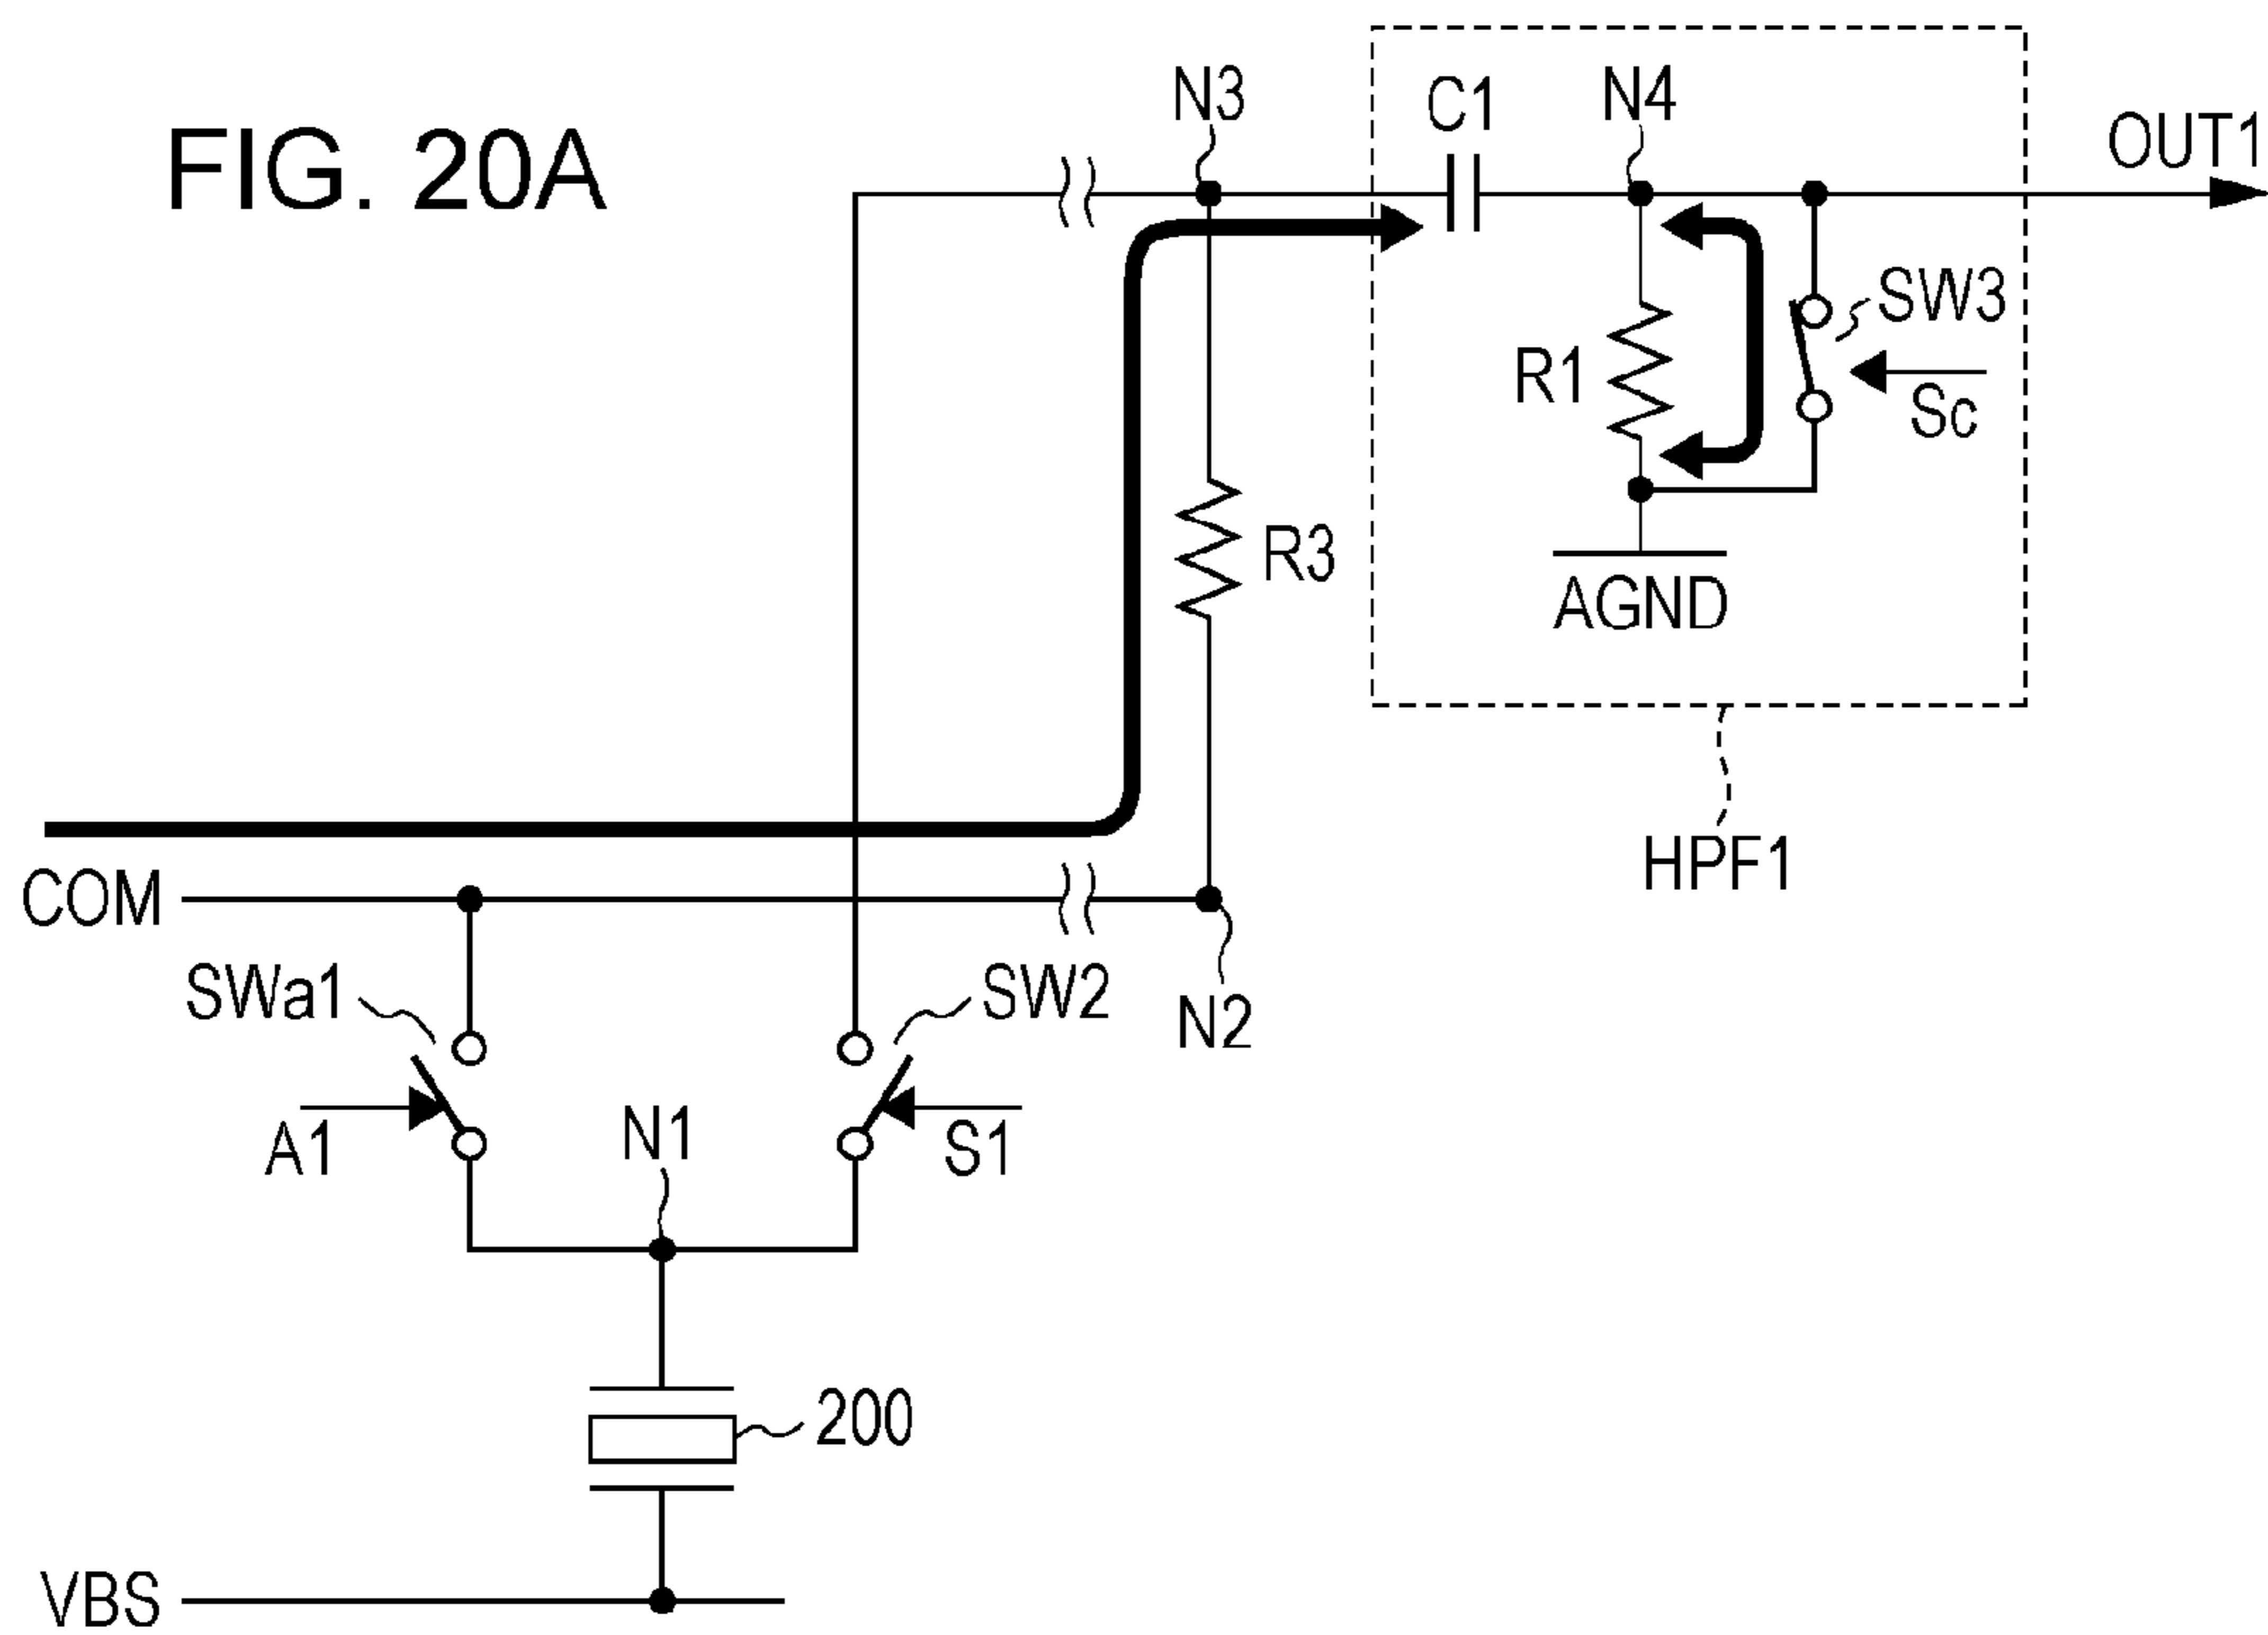 FIG. 20A
N3
C1
N4
OUT1
SW3
R1
Sc
R3
AGND
HPF1
COM
SWa1
SW2
N2
A1
N1
S1
200
VBS